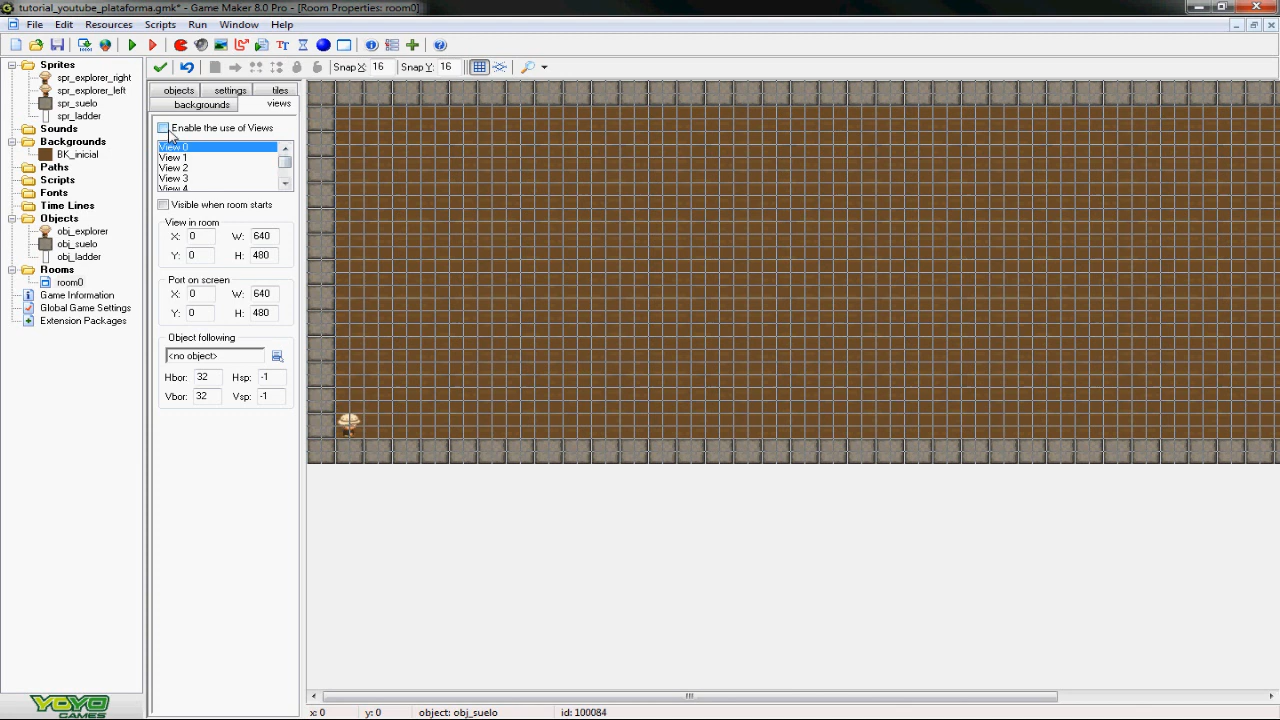 tutorial_youtube_plataforma.gmk* - Game Maker 8.0 Pro - [Room Properties: room0]
File Edit Resources Scripts Run Window Help
Snap X: 16 Snap Y: 16
Sprites
spr_explorer_right
spr_explorer_left
spr_suelo
spr_ladder
Sounds
Backgrounds
BK_inicial
Paths
Scripts
Fonts
Time Lines
Objects
obj_explorer
obj_suelo
obj_ladder
Rooms
room0
Game Information
Global Game Settings
Extension Packages
YOYO
GAMES
objects settings tiles
backgrounds views
Enable the use of Views
View 0
View 1
View 2
View 3
View 4
Visible when room starts
View in room
X: 0 W: 640
Y: 0 H: 480
Port on screen
X: 0 W: 640
Y: 0 H: 480
Object following
<no object>
Hbor: 32 Hsp: -1
Vbor: 32 Vsp: -1
x: 0 y: 0 object: obj_suelo id: 100084